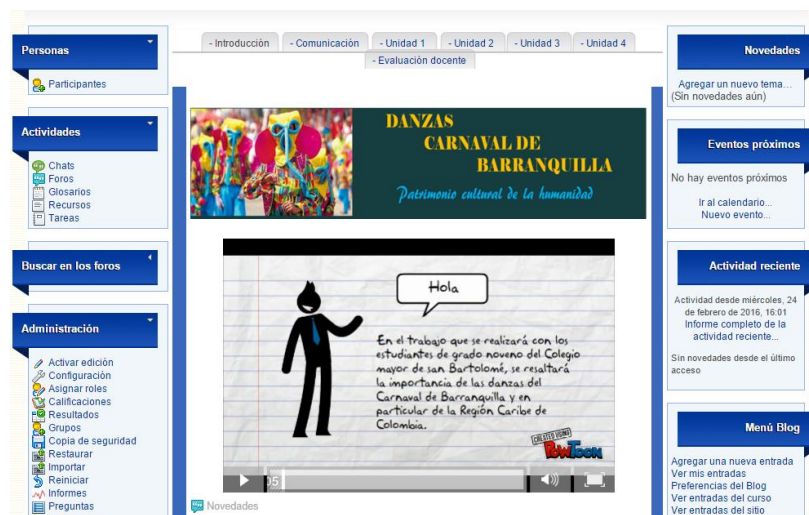 Personas
Participantes
Actividades
Chats
Foros
Glosarios
Recursos
Tareas
Buscar en los foros
Administración
Activar edición
Configuración
Asignar roles
Calificaciones
Resultados
Grupos
Copia de seguridad
Restaurar
Importar
Reiniciar
Informes
Preguntas
- Introducción
- Comunicación
- Unidad 1
- Unidad 2
- Unidad 3
- Unidad 4
- Evaluación docente
DANZAS
CARNAVAL DE
BARRANQUILLA
Patrimonio cultural de la humanidad
Hola
En el trabajo que se realizará con los
estudiantes de grado noveno del Colegio
mayor de san Bartolomé, se resaltará
la importancia de las danzas del
Carnaval de Barranquilla y en
particular de la Región Caribe de
Colombia.
CREATED USING
POWTOON
05
Novedades
Novedades
Agregar un nuevo tema...
(Sin novedades aún)
Eventos próximos
No hay eventos próximos
Ir al calendario...
Nuevo evento...
Actividad reciente
Actividad desde miércoles, 24
de febrero de 2016, 16:01
Informe completo de la
actividad reciente...
Sin novedades desde el último
acceso
Menú Blog
Agregar una nueva entrada
Ver mis entradas
Preferencias del Blog
Ver entradas del curso
Ver entradas del sitio